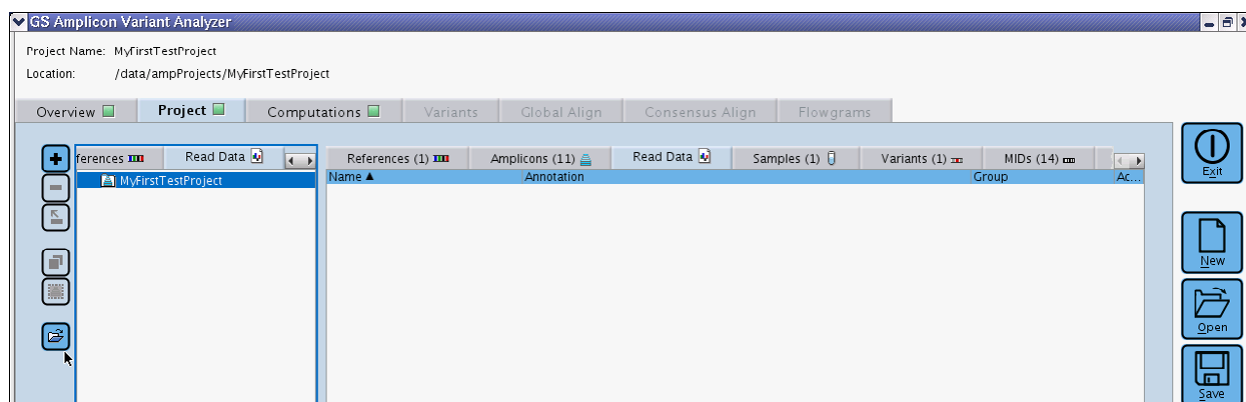 GS Amplicon Variant Analyzer
Project Name: MyFirstTestProject
Location: /data/ampProjects/MyFirstTestProject
Overview Project Computations Variants Global Align Consensus Align Flowgrams
ferences Read Data References (1) Amplicons (11) Read Data Samples (1) Variants (1) MIDs (14)
MyFirstTestProject Name Annotation Group Ac...
Exit
New
Open
Save